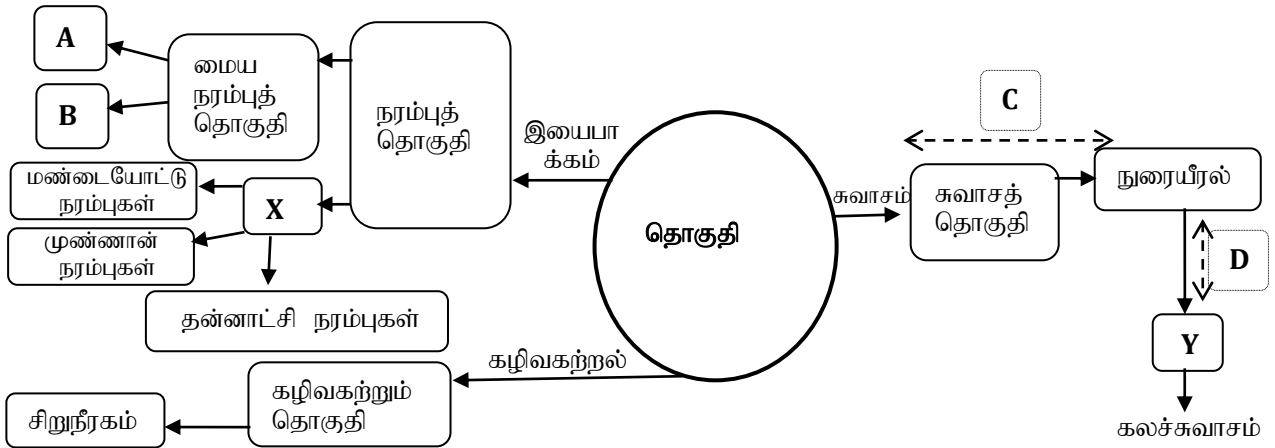 A
B
மைய
நரம்புத்
தொகுதி
நரம்புத்
தொகுதி
இயைபா
க்கம்
மண்டையோட்டு
நரம்புகள்
X
முண்ணான்
நரம்புகள்
தன்னாட்சி நரம்புகள்
தொகுதி
சுவாசம்
சுவாசத்
தொகுதி
C
நுரையீரல்
D
Y
கலச்சுவாசம்
கழிவகற்றல்
கழிவகற்றும்
தொகுதி
சிறுநீரகம்